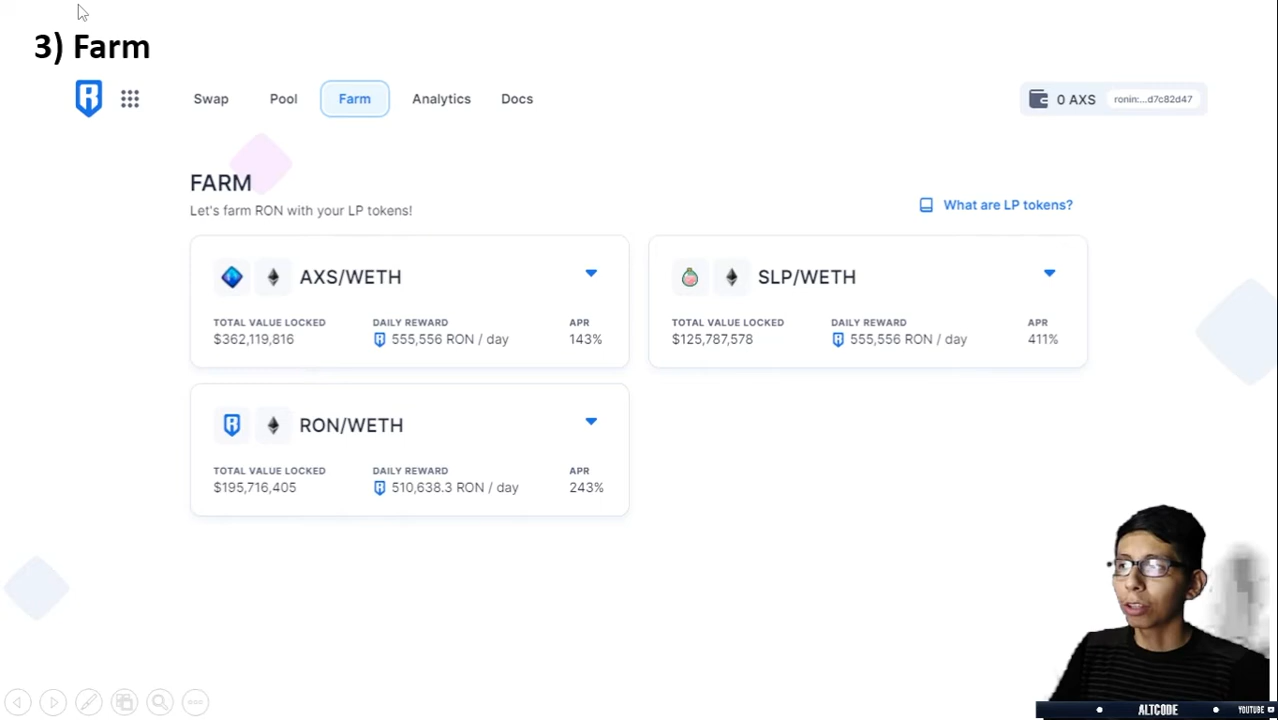 3) Farm
Swap Pool Farm Analytics Docs 0 AXS ronin:...d7c82d47
FARM
Let's farm RON with your LP tokens!
What are LP tokens?
AXS/WETH
TOTAL VALUE LOCKED DAILY REWARD APR
$362,119,816 555,556 RON / day 143%
SLP/WETH
TOTAL VALUE LOCKED DAILY REWARD APR
$125,787,578 555,556 RON / day 411%
RON/WETH
TOTAL VALUE LOCKED DAILY REWARD APR
$195,716,405 510,638.3 RON / day 243%
ALTCODE YOUTUBE